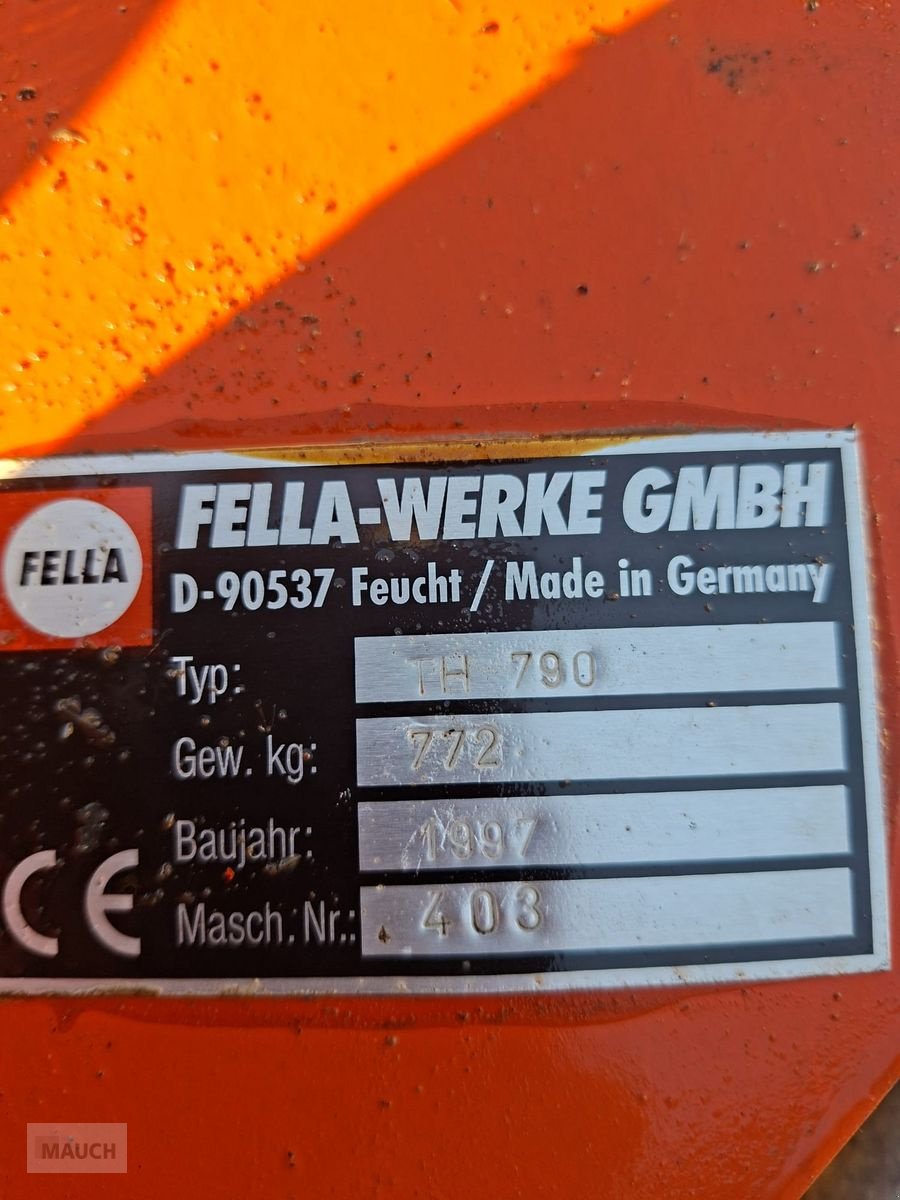 FELLA-WERKE GMBH
FELLA
D-90537 Feucht / Made in Germany
Typ: TH 790
Gew. kg: 772
Baujahr: 1997
Masch. Nr.: 403
CE
MAUCH